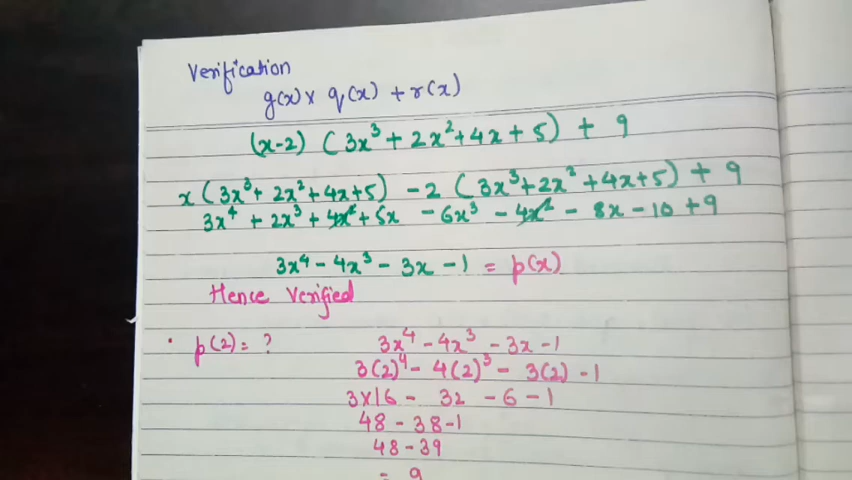 Verification
g(x) × q(x) + r(x)
(x-2) (3x³ + 2x² + 4x + 5) + 9
x (3x³ + 2x² + 4x + 5) - 2 (3x³ + 2x² + 4x + 5) + 9
3x⁴ + 2x³ + 4x² + 5x - 6x³ - 4x² - 8x - 10 + 9
3x⁴ - 4x³ - 3x - 1 = p(x)
Hence Verified
· p(2) = ? 3x⁴ - 4x³ - 3x - 1
3(2)⁴ - 4(2)³ - 3(2) - 1
3×16 - 32 - 6 - 1
48 - 38 - 1
48 - 39
= 9